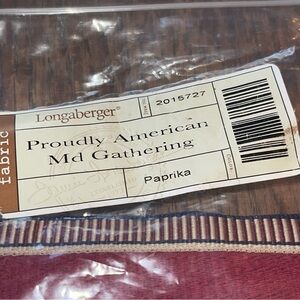 Longaberger®
2015727
Proudly American
Md Gathering
Paprika
fabric